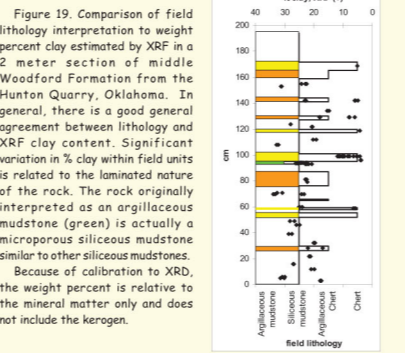 Figure 19. Comparison of field
lithology interpretation to weight
percent clay estimated by XRF in a
2 meter section of middle
Woodford Formation from the
Hunton Quarry, Oklahoma. In
general, there is a good general
agreement between lithology and
XRF clay content. Significant
variation in % clay within field units
is related to the laminated nature
of the rock. The rock originally
interpreted as an argillaceous
mudstone (green) is actually a
microporous siliceous mudstone
similar to other siliceous mudstones.
Because of calibration to XRD,
the weight percent is relative to
the mineral matter only and does
not include the kerogen.
40 30 20 10 0
200
180
160
140
120
100
80
60
40
20
0
cm
Argillaceous
mudstone
Siliceous
mudstone
Argillaceous
Chert
Chert
field lithology